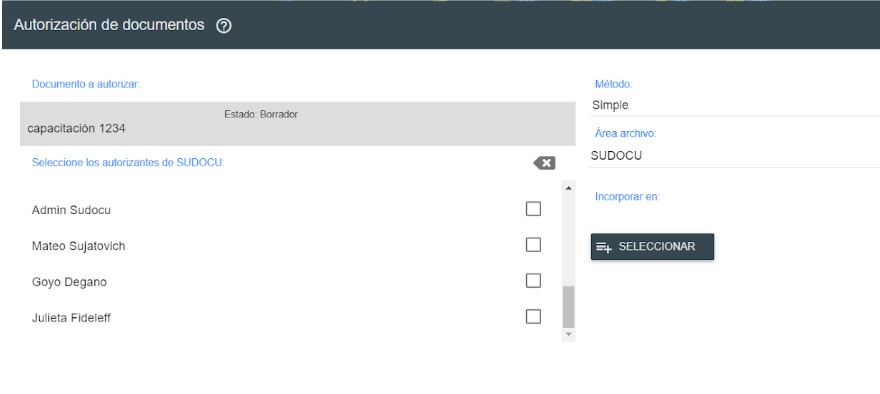 Autorización de documentos
Documento a autorizar:
Estado: Borrador
capacitación 1234
Seleccione los autorizantes de SUDOCU:
Admin Sudocu
Mateo Sujatovich
Goyo Degano
Julieta Fideleff
Método:
Simple
Área archivo:
SUDOCU
Incorporar en:
SELECCIONAR